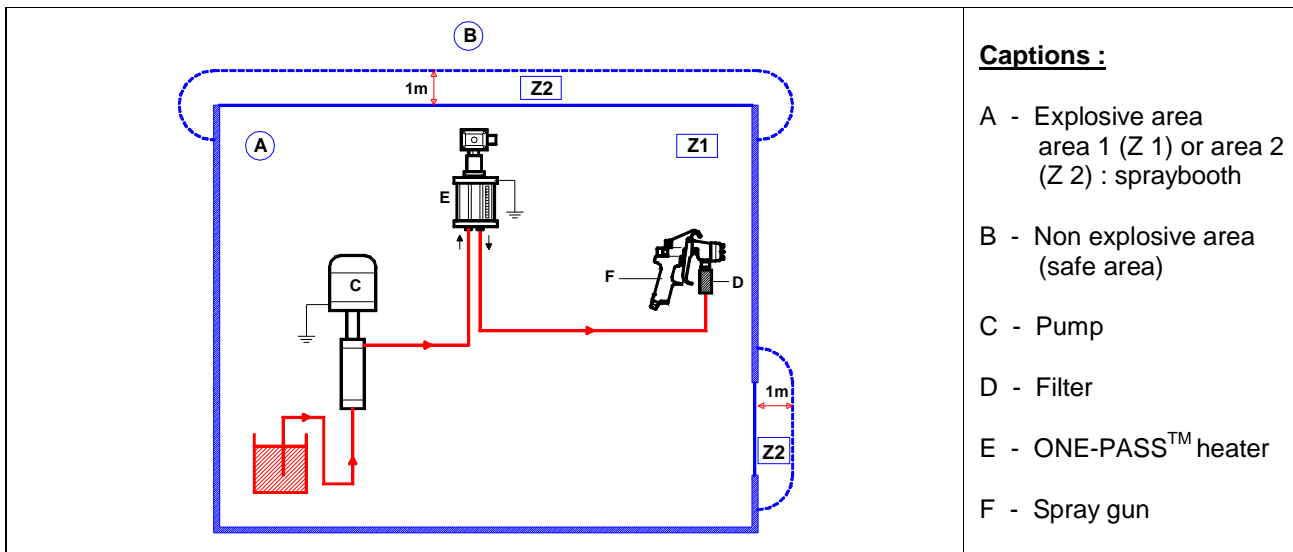 B
1m
Z2
A
Z1
E
C
F
D
1m
Z2
Captions :
A - Explosive area
area 1 (Z 1) or area 2
(Z 2) : spraybooth
B - Non explosive area
(safe area)
C - Pump
D - Filter
E - ONE-PASS™ heater
F - Spray gun